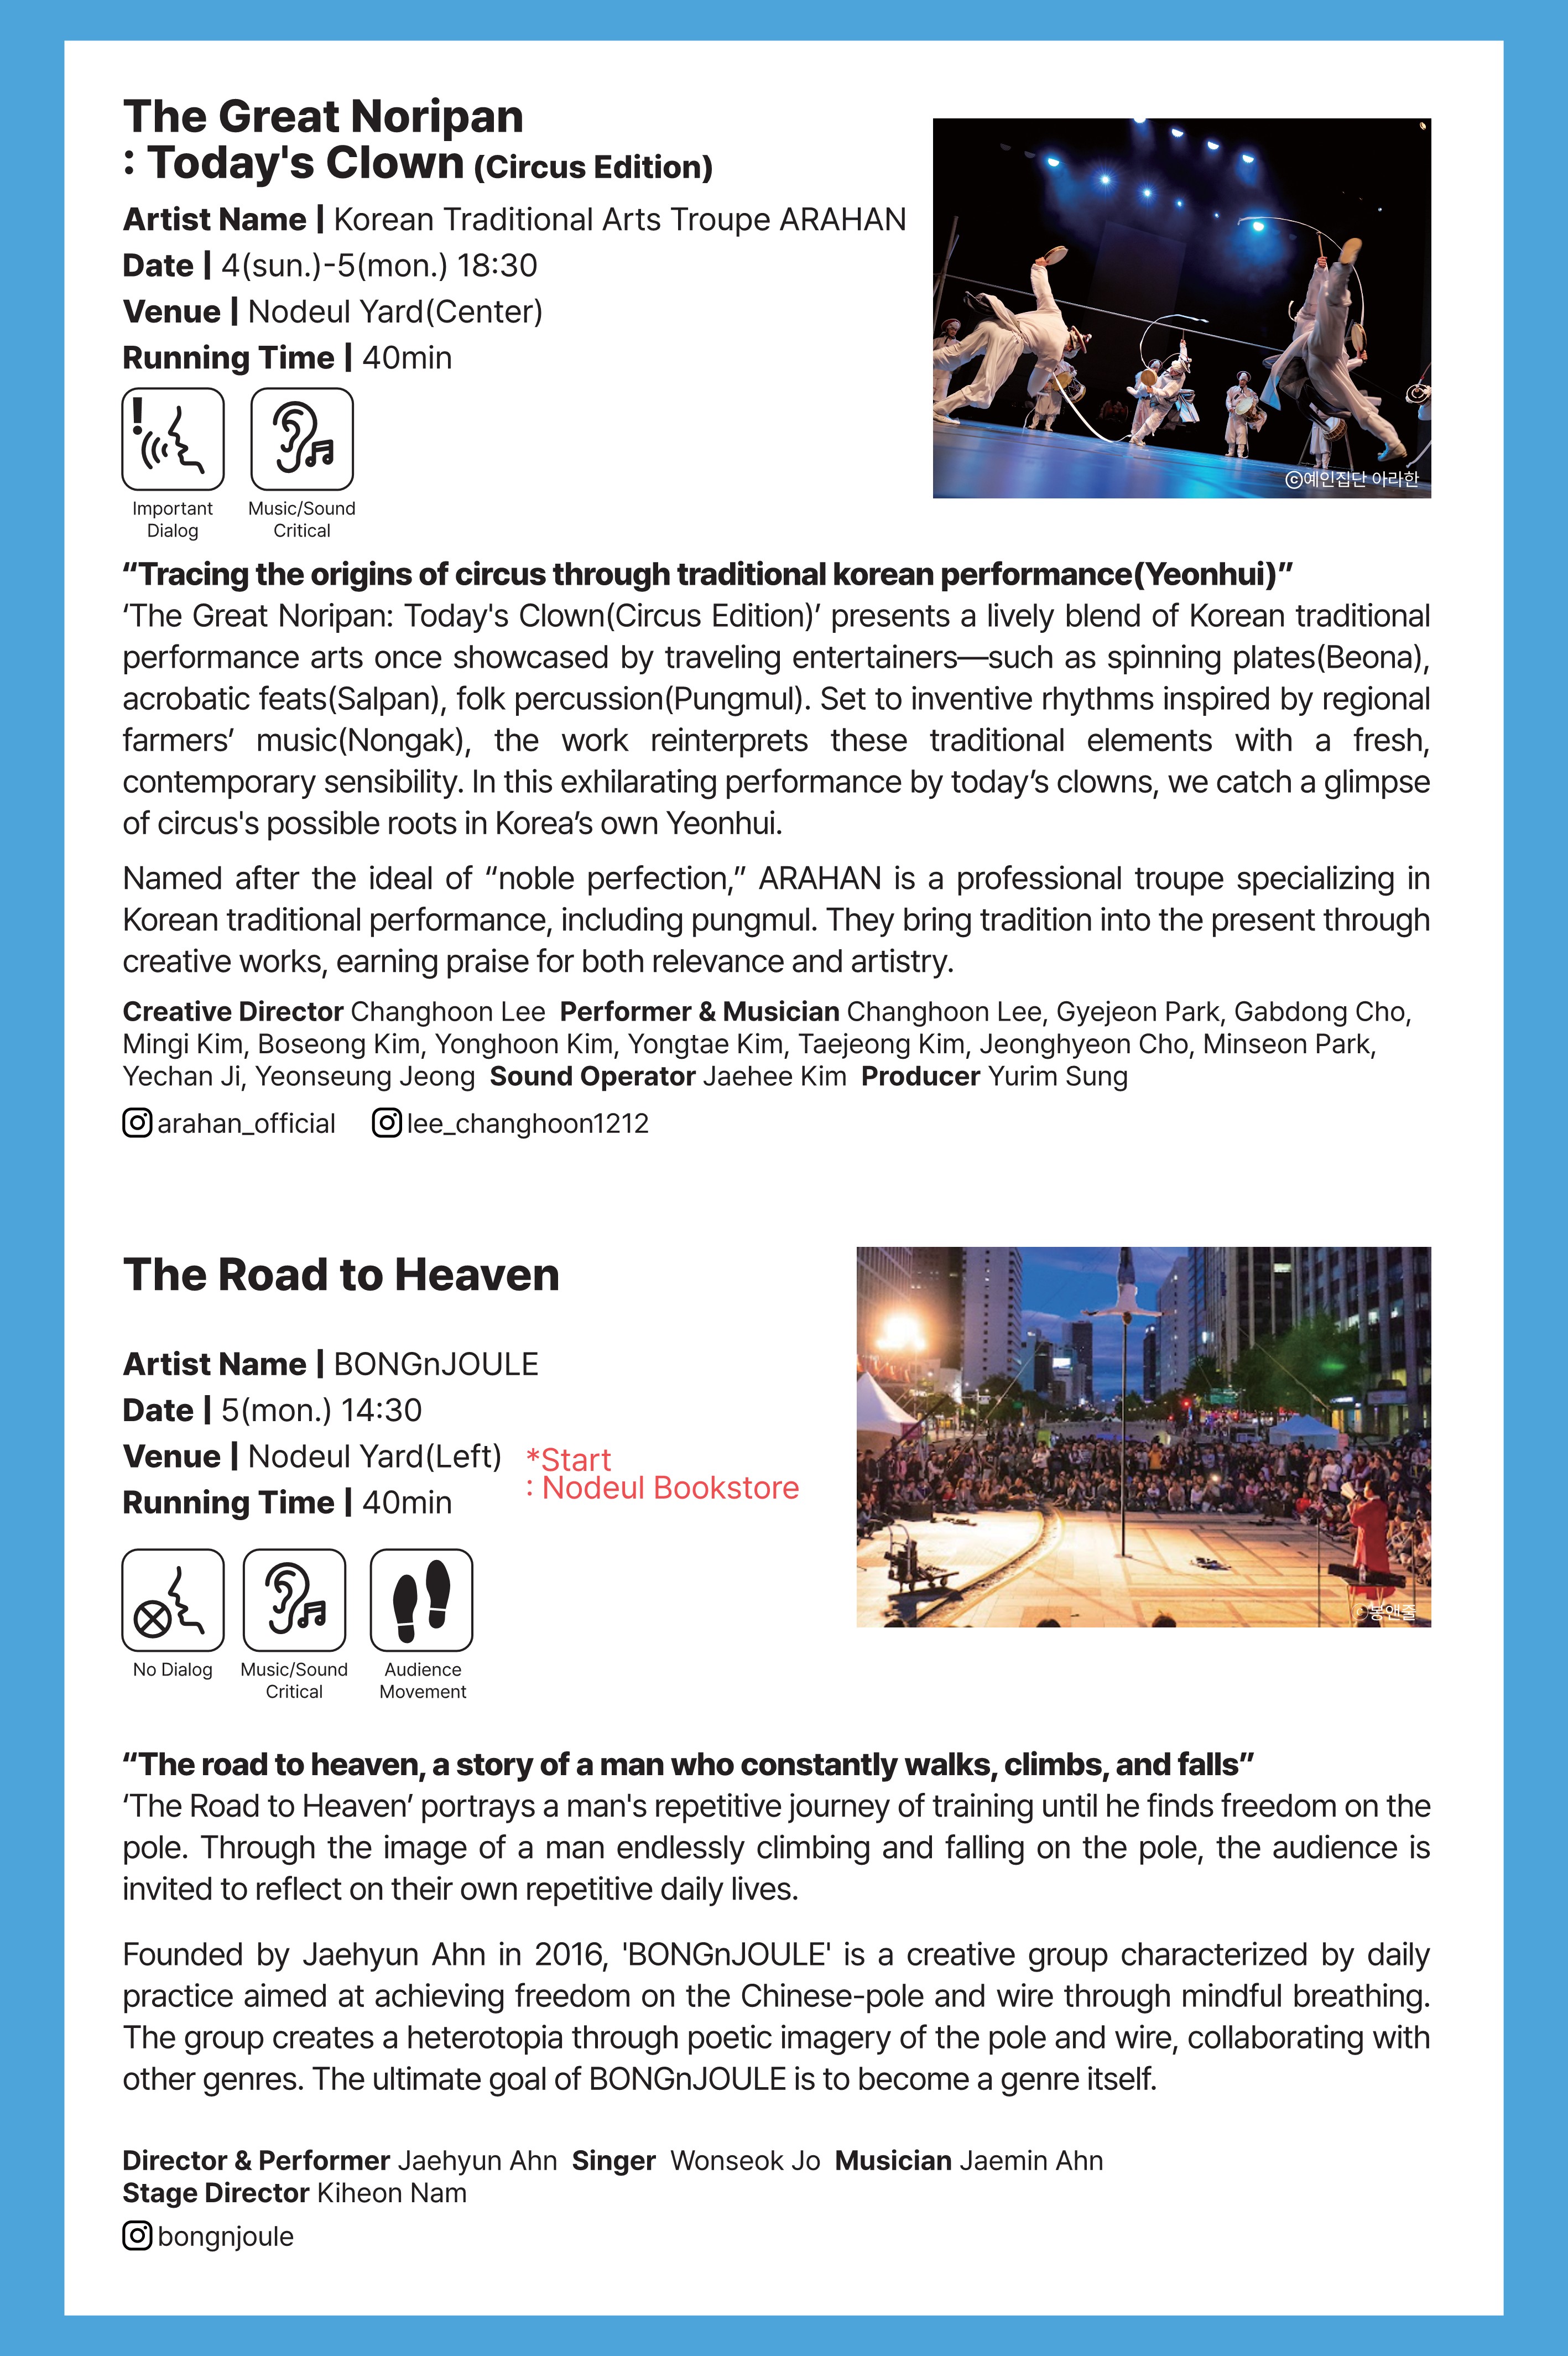 The Great Noripan
: Today's Clown (Circus Edition)
Artist Name | Korean Traditional Arts Troupe ARAHAN
Date | 4(sun.)-5(mon.) 18:30
Venue | Nodeul Yard(Center)
Running Time | 40min
ⓒ예인집단 아라한
Important
Dialog
Music/Sound
Critical
“Tracing the origins of circus through traditional korean performance(Yeonhui)”
‘The Great Noripan: Today's Clown(Circus Edition)’ presents a lively blend of Korean traditional
performance arts once showcased by traveling entertainers—such as spinning plates(Beona),
acrobatic feats(Salpan), folk percussion(Pungmul). Set to inventive rhythms inspired by regional
farmers’ music(Nongak), the work reinterprets these traditional elements with a fresh,
contemporary sensibility. In this exhilarating performance by today’s clowns, we catch a glimpse
of circus's possible roots in Korea’s own Yeonhui.
Named after the ideal of “noble perfection,” ARAHAN is a professional troupe specializing in
Korean traditional performance, including pungmul. They bring tradition into the present through
creative works, earning praise for both relevance and artistry.
Creative Director Changhoon Lee Performer & Musician Changhoon Lee, Gyejeon Park, Gabdong Cho,
Mingi Kim, Boseong Kim, Yonghoon Kim, Yongtae Kim, Taejeong Kim, Jeonghyeon Cho, Minseon Park,
Yechan Ji, Yeonseung Jeong Sound Operator Jaehee Kim Producer Yurim Sung
arahan_official lee_changhoon1212
The Road to Heaven
Artist Name | BONGnJOULE
Date | 5(mon.) 14:30
Venue | Nodeul Yard(Left)
*Start
: Nodeul Bookstore
Running Time | 40min
ⓒ봉앤줄
No Dialog
Music/Sound
Critical
Audience
Movement
“The road to heaven, a story of a man who constantly walks, climbs, and falls”
‘The Road to Heaven’ portrays a man's repetitive journey of training until he finds freedom on the
pole. Through the image of a man endlessly climbing and falling on the pole, the audience is
invited to reflect on their own repetitive daily lives.
Founded by Jaehyun Ahn in 2016, 'BONGnJOULE' is a creative group characterized by daily
practice aimed at achieving freedom on the Chinese-pole and wire through mindful breathing.
The group creates a heterotopia through poetic imagery of the pole and wire, collaborating with
other genres. The ultimate goal of BONGnJOULE is to become a genre itself.
Director & Performer Jaehyun Ahn Singer Wonseok Jo Musician Jaemin Ahn
Stage Director Kiheon Nam
bongnjoule